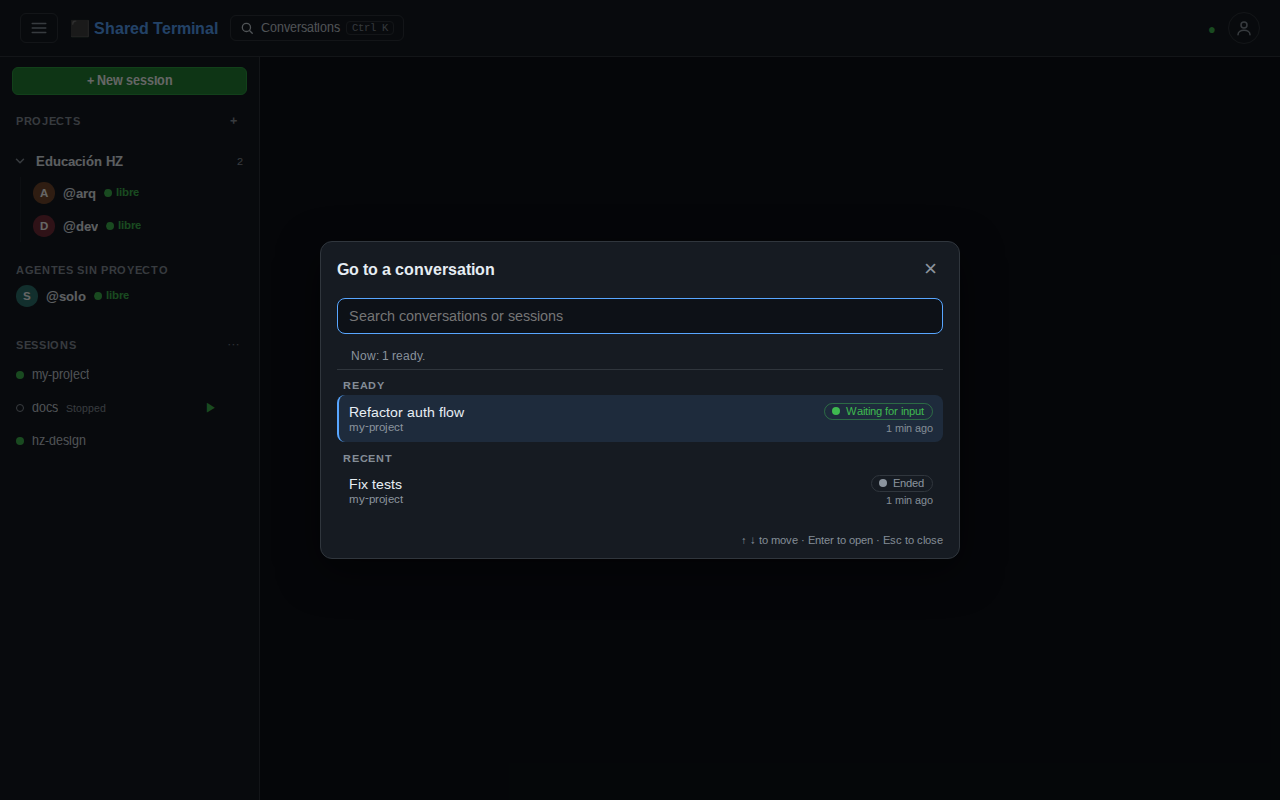 Shared Terminal
Conversations Ctrl K
+ New session
PROJECTS +
Educación HZ 2
A @arq libre
D @dev libre
AGENTES SIN PROYECTO
S @solo libre
SESSIONS ...
my-project
docs Stopped
hz-design
Go to a conversation
Search conversations or sessions
Now: 1 ready.
READY
Refactor auth flow Waiting for input
my-project 1 min ago
RECENT
Fix tests Ended
my-project 1 min ago
↑ ↓ to move · Enter to open · Esc to close